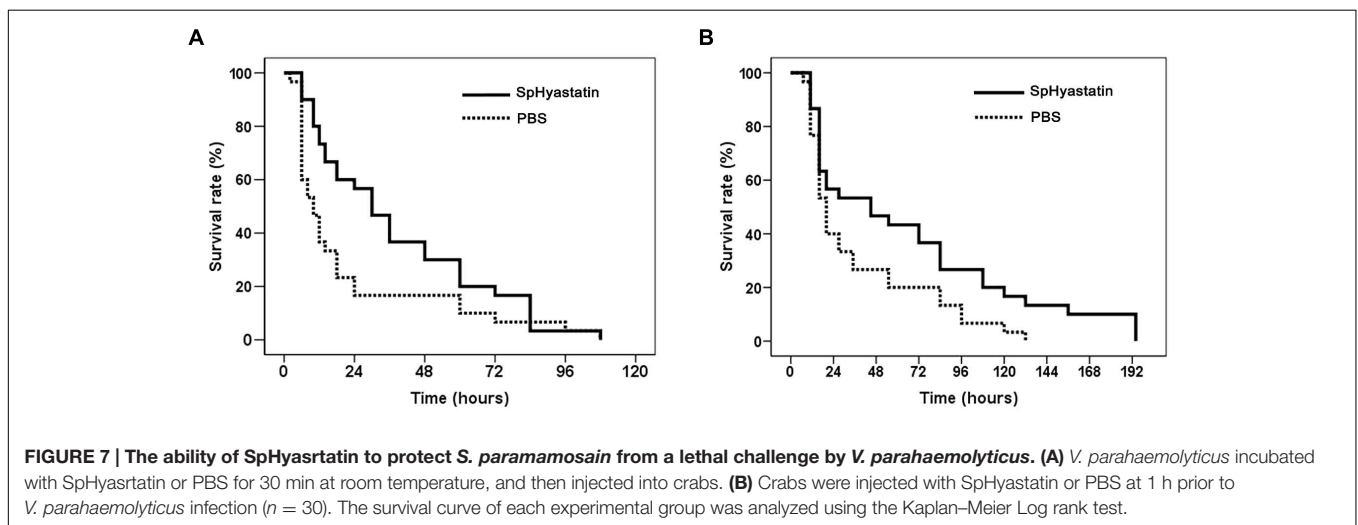 A
B
100
80
60
40
20
0
Survival rate (%)
SpHyastatin
PBS
0 24 48 72 96 120
Time (hours)
100
80
60
40
20
0
Survival rate (%)
SpHyastatin
PBS
0 24 48 72 96 120 144 168 192
Time (hours)
FIGURE 7 | The ability of SpHyasrtatin to protect S. paramamosain from a lethal challenge by V. parahaemolyticus. (A) V. parahaemolyticus incubated
with SpHyasrtatin or PBS for 30 min at room temperature, and then injected into crabs. (B) Crabs were injected with SpHyastatin or PBS at 1 h prior to
V. parahaemolyticus infection (n = 30). The survival curve of each experimental group was analyzed using the Kaplan–Meier Log rank test.